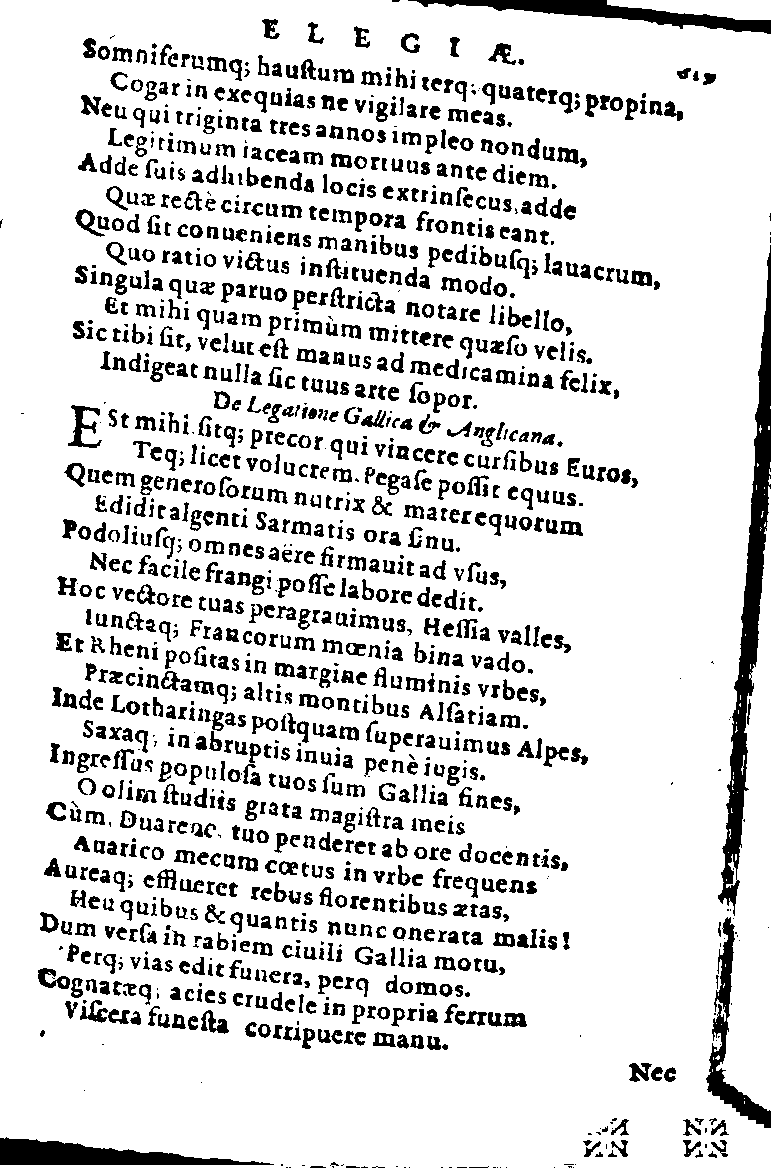 ELEGIÆ.
Somniferumq; hauſtum mihi terq; quaterq; propina,
Cogar in exequias ne vigilare meas.
Neu qui triginta tres annos impleo nondum,
Legitimum iaceam mortuus ante diem.
Adde ſuis adhibenda locis extrinſecus, adde
Quæ rectè circum tempora frontis eant.
Quod ſit conueniens manibus pedibuſq; lauacrum,
Quo ratio victus inſtituenda modo.
Singula quæ paruo perſtricta notare libello,
Et mihi quam primùm mittere quæſo velis.
Sic tibi ſit, velut eſt manus ad medicamina felix,
Indigeat nulla ſic tuus arte ſopor.
De Legatione Gallica & Anglicana.
ESt mihi ſitq; precor qui vincere curſibus Euros,
Teq; licet volucrem Pegaſe poſſit equus.
Quem generoſorum nutrix & mater equorum
Edidit algenti Sarmatis ora ſinu.
Podoliuſq; omnes aëre firmauit ad vſus,
Nec facile frangi poſſe labore dedit.
Hoc vectore tuas peragrauimus, Heſſia valles,
Iunctaq; Francorum mœnia bina vado.
Et Rheni poſitas in margine fluminis vrbes,
Præcinctamq; altis montibus Alſatiam.
Inde Lotharingas poſtquam ſuperauimus Alpes,
Saxaq; in abruptis inuia penè iugis.
Ingreſſus populoſa tuos ſum Gallia fines,
O olim ſtudiis grata magiſtra meis
Cùm, Duarene, tuo penderet ab ore docentis,
Auarico mecum cœtus in vrbe frequens
Aureaq; efflueret rebus florentibus ætas,
Heu quibus & quantis nunc onerata malis!
Dum verſa in rabiem ciuili Gallia motu,
Perq; vias edit funera, perq domos.
Cognatæq; acies crudele in propria ferrum
Viſcera funeſta corripuere manu.
Nec